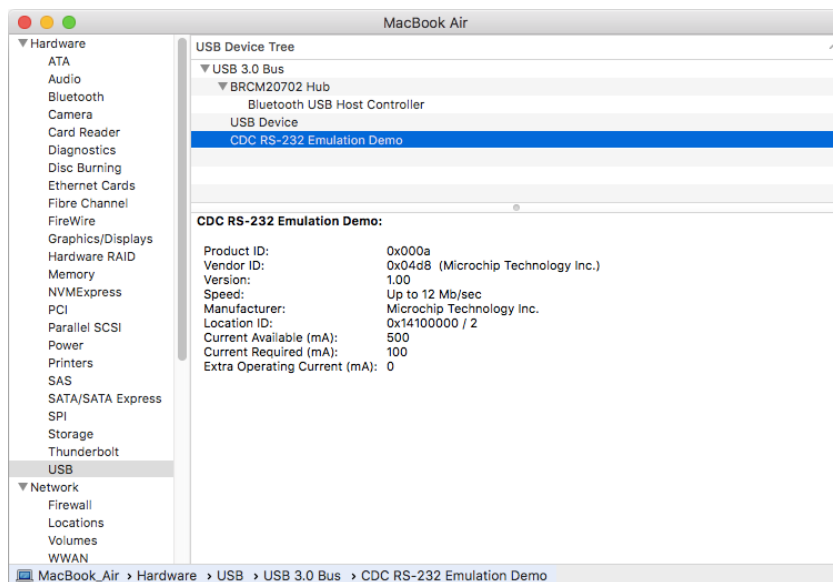 MacBook Air
Hardware
ATA
Audio
Bluetooth
Camera
Card Reader
Diagnostics
Disc Burning
Ethernet Cards
Fibre Channel
FireWire
Graphics/Displays
Hardware RAID
Memory
NVMExpress
PCI
Parallel SCSI
Power
Printers
SAS
SATA/SATA Express
SPI
Storage
Thunderbolt
USB
Network
Firewall
Locations
Volumes
WWAN
USB Device Tree
USB 3.0 Bus
BRCM20702 Hub
Bluetooth USB Host Controller
USB Device
CDC RS-232 Emulation Demo
CDC RS-232 Emulation Demo:
Product ID: 0x000a
Vendor ID: 0x04d8 (Microchip Technology Inc.)
Version: 1.00
Speed: Up to 12 Mb/sec
Manufacturer: Microchip Technology Inc.
Location ID: 0x14100000 / 2
Current Available (mA): 500
Current Required (mA): 100
Extra Operating Current (mA): 0
MacBook_Air › Hardware › USB › USB 3.0 Bus › CDC RS-232 Emulation Demo